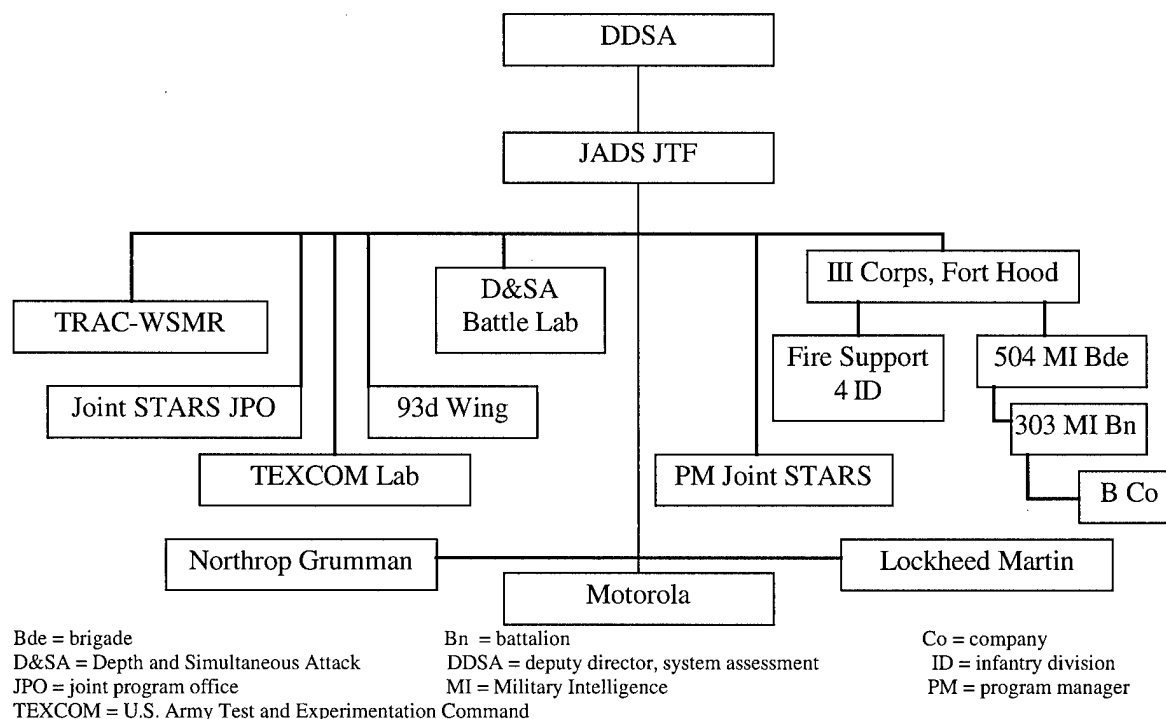 DDSA
JADS JTF
III Corps, Fort Hood
D&SA
Battle Lab
TRAC-WSMR
Fire Support
4 ID
504 MI Bde
Joint STARS JPO
93d Wing
303 MI Bn
TEXCOM Lab
PM Joint STARS
B Co
Northrop Grumman
Lockheed Martin
Motorola
Bde = brigade Bn = battalion Co = company
D&SA = Depth and Simultaneous Attack DDSA = deputy director, system assessment ID = infantry division
JPO = joint program office MI = Military Intelligence PM = program manager
TEXCOM = U.S. Army Test and Experimentation Command